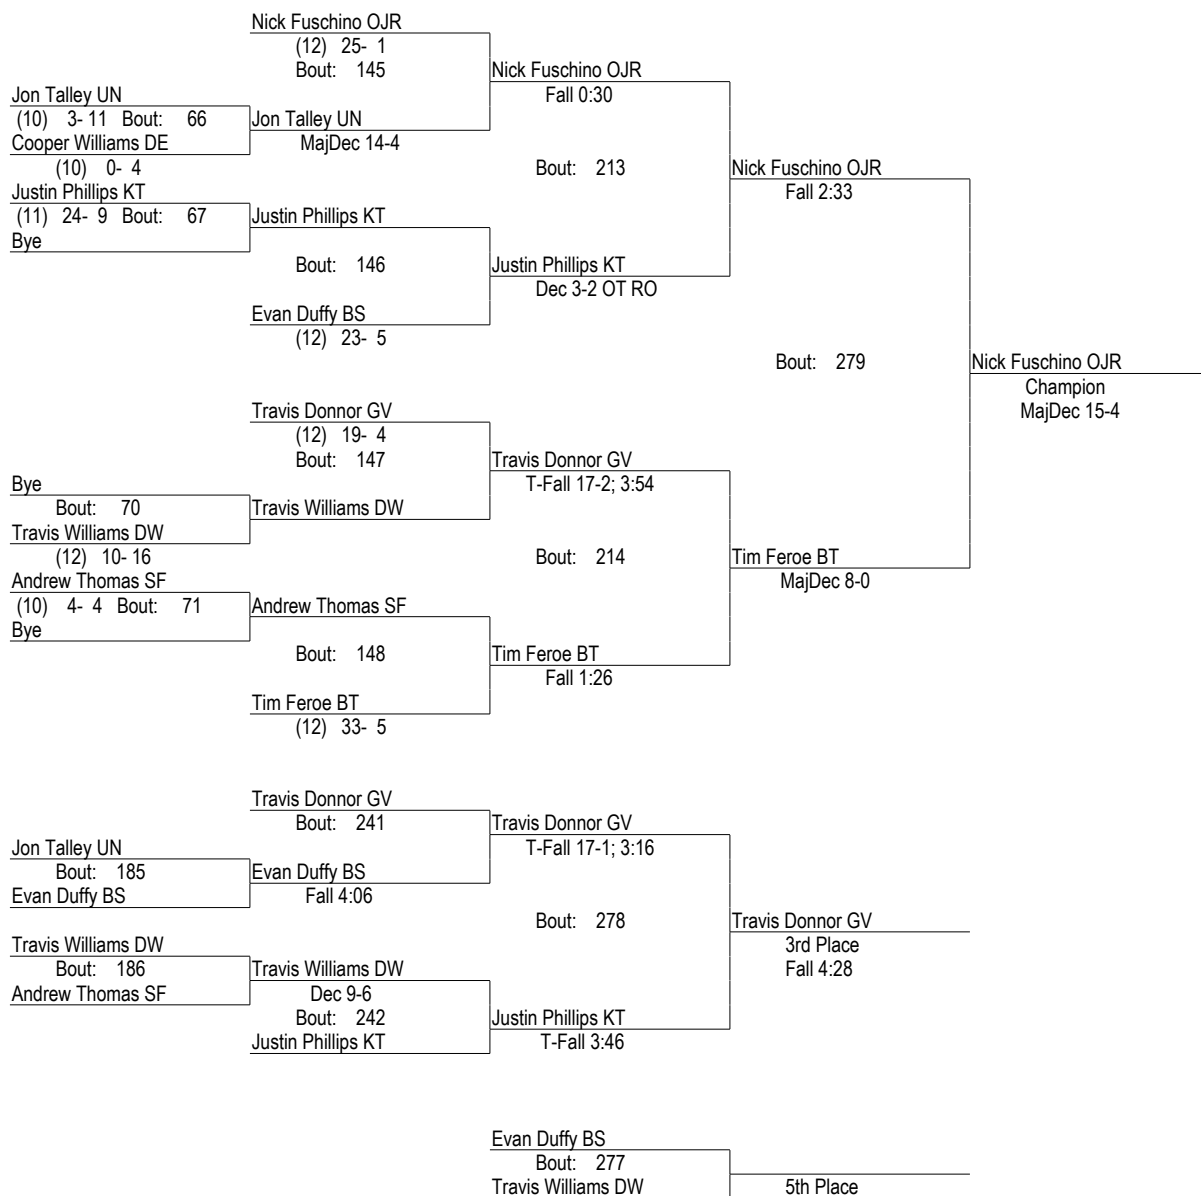 Nick Fuschino OJR
(12) 25- 1
Bout: 145
Nick Fuschino OJR
Fall 0:30
Jon Talley UN
(10) 3- 11 Bout: 66
Jon Talley UN
Cooper Williams DE
MajDec 14-4
(10) 0- 4
Bout: 213
Nick Fuschino OJR
Fall 2:33
Justin Phillips KT
(11) 24- 9 Bout: 67
Justin Phillips KT
Bye
Bout: 146
Justin Phillips KT
Dec 3-2 OT RO
Evan Duffy BS
(12) 23- 5
Bout: 279
Nick Fuschino OJR
Champion
MajDec 15-4
Travis Donnor GV
(12) 19- 4
Bout: 147
Travis Donnor GV
T-Fall 17-2; 3:54
Bye
Bout: 70
Travis Williams DW
Travis Williams DW
(12) 10- 16
Bout: 214
Tim Feroe BT
MajDec 8-0
Andrew Thomas SF
(10) 4- 4 Bout: 71
Andrew Thomas SF
Bye
Bout: 148
Tim Feroe BT
Fall 1:26
Tim Feroe BT
(12) 33- 5
Travis Donnor GV
Bout: 241
Travis Donnor GV
T-Fall 17-1; 3:16
Jon Talley UN
Bout: 185
Evan Duffy BS
Evan Duffy BS
Fall 4:06
Bout: 278
Travis Donnor GV
3rd Place
Fall 4:28
Travis Williams DW
Bout: 186
Travis Williams DW
Andrew Thomas SF
Dec 9-6
Bout: 242
Justin Phillips KT
T-Fall 3:46
Justin Phillips KT
Evan Duffy BS
Bout: 277
Travis Williams DW
5th Place